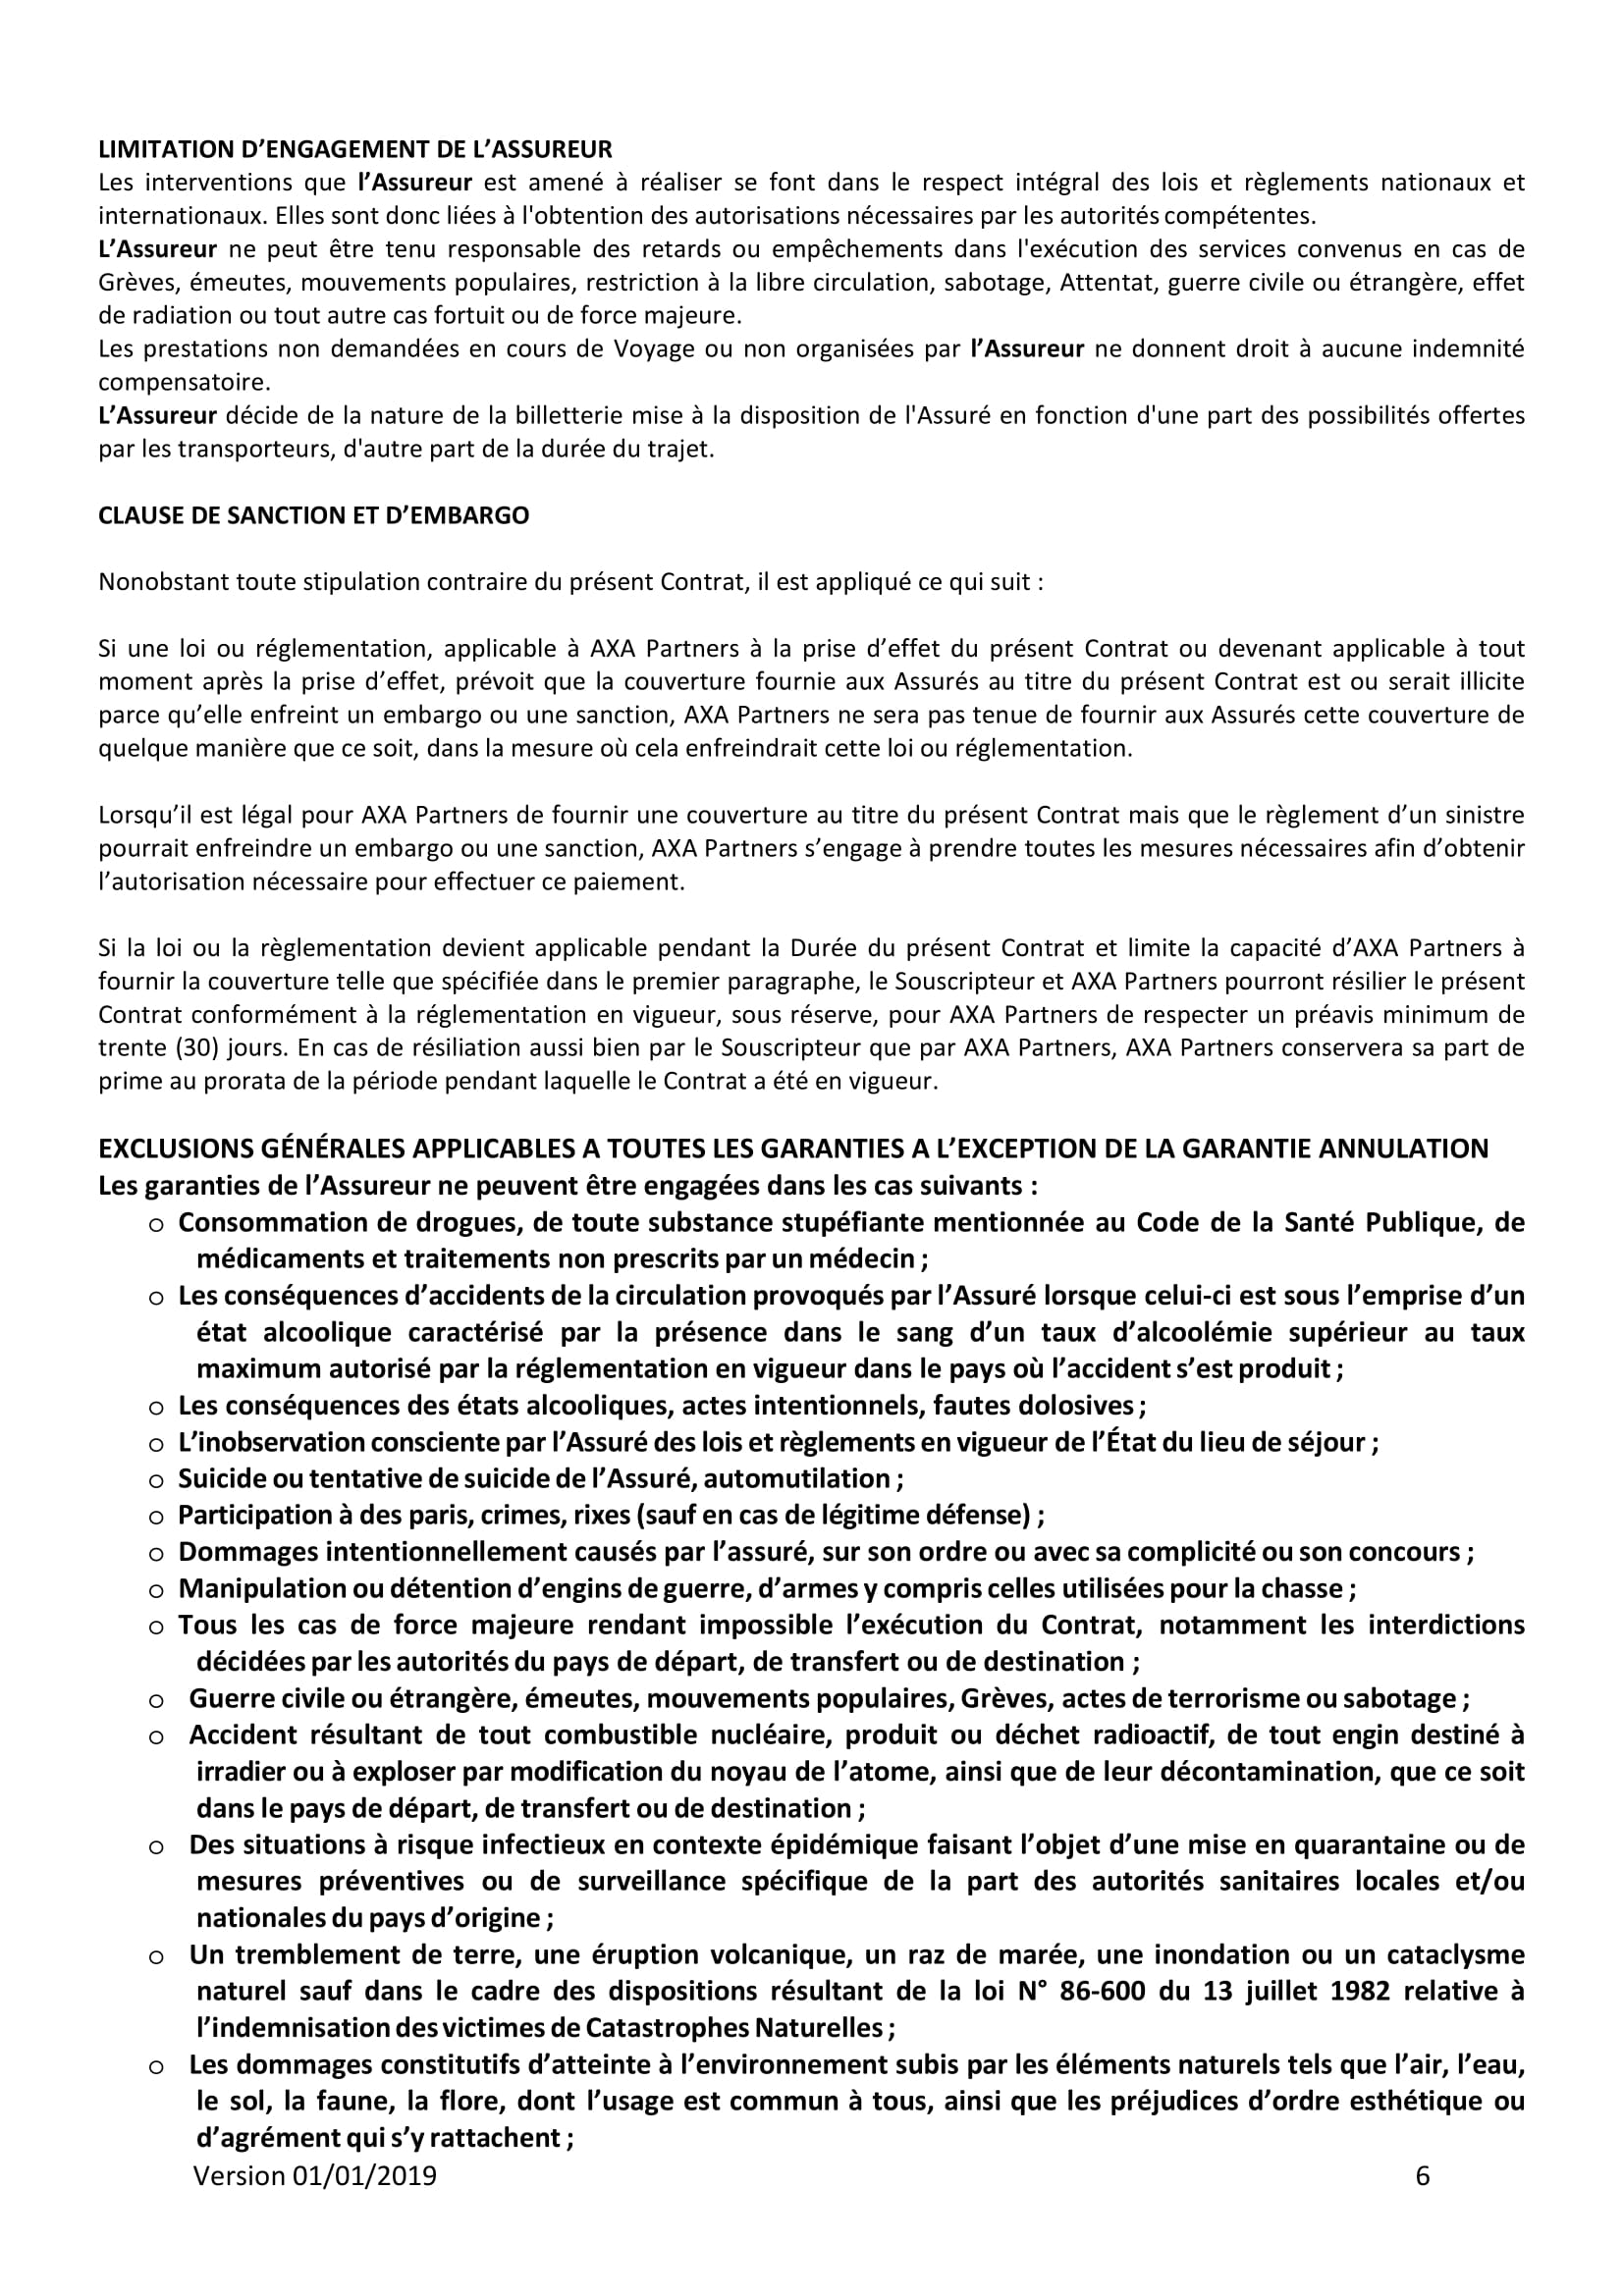 LIMITATION D’ENGAGEMENT DE L’ASSUREUR
Les interventions que l’Assureur est amené à réaliser se font dans le respect intégral des lois et règlements nationaux et
internationaux. Elles sont donc liées à l'obtention des autorisations nécessaires par les autorités compétentes.
L’Assureur ne peut être tenu responsable des retards ou empêchements dans l'exécution des services convenus en cas de
Grèves, émeutes, mouvements populaires, restriction à la libre circulation, sabotage, Attentat, guerre civile ou étrangère, effet
de radiation ou tout autre cas fortuit ou de force majeure.
Les prestations non demandées en cours de Voyage ou non organisées par l’Assureur ne donnent droit à aucune indemnité
compensatoire.
L’Assureur décide de la nature de la billetterie mise à la disposition de l'Assuré en fonction d'une part des possibilités offertes
par les transporteurs, d'autre part de la durée du trajet.
CLAUSE DE SANCTION ET D’EMBARGO
Nonobstant toute stipulation contraire du présent Contrat, il est appliqué ce qui suit :
Si une loi ou réglementation, applicable à AXA Partners à la prise d’effet du présent Contrat ou devenant applicable à tout
moment après la prise d’effet, prévoit que la couverture fournie aux Assurés au titre du présent Contrat est ou serait illicite
parce qu’elle enfreint un embargo ou une sanction, AXA Partners ne sera pas tenue de fournir aux Assurés cette couverture de
quelque manière que ce soit, dans la mesure où cela enfreindrait cette loi ou réglementation.
Lorsqu’il est légal pour AXA Partners de fournir une couverture au titre du présent Contrat mais que le règlement d’un sinistre
pourrait enfreindre un embargo ou une sanction, AXA Partners s’engage à prendre toutes les mesures nécessaires afin d’obtenir
l’autorisation nécessaire pour effectuer ce paiement.
Si la loi ou la règlementation devient applicable pendant la Durée du présent Contrat et limite la capacité d’AXA Partners à
fournir la couverture telle que spécifiée dans le premier paragraphe, le Souscripteur et AXA Partners pourront résilier le présent
Contrat conformément à la réglementation en vigueur, sous réserve, pour AXA Partners de respecter un préavis minimum de
trente (30) jours. En cas de résiliation aussi bien par le Souscripteur que par AXA Partners, AXA Partners conservera sa part de
prime au prorata de la période pendant laquelle le Contrat a été en vigueur.
EXCLUSIONS GÉNÉRALES APPLICABLES A TOUTES LES GARANTIES A L’EXCEPTION DE LA GARANTIE ANNULATION
Les garanties de l’Assureur ne peuvent être engagées dans les cas suivants :
o Consommation de drogues, de toute substance stupéfiante mentionnée au Code de la Santé Publique, de
médicaments et traitements non prescrits par un médecin ;
o Les conséquences d’accidents de la circulation provoqués par l’Assuré lorsque celui-ci est sous l’emprise d’un
état alcoolique caractérisé par la présence dans le sang d’un taux d’alcoolémie supérieur au taux
maximum autorisé par la réglementation en vigueur dans le pays où l’accident s’est produit ;
o Les conséquences des états alcooliques, actes intentionnels, fautes dolosives ;
o L’inobservation consciente par l’Assuré des lois et règlements en vigueur de l’État du lieu de séjour ;
o Suicide ou tentative de suicide de l’Assuré, automutilation ;
o Participation à des paris, crimes, rixes (sauf en cas de légitime défense) ;
o Dommages intentionnellement causés par l’assuré, sur son ordre ou avec sa complicité ou son concours ;
o Manipulation ou détention d’engins de guerre, d’armes y compris celles utilisées pour la chasse ;
o Tous les cas de force majeure rendant impossible l’exécution du Contrat, notamment les interdictions
décidées par les autorités du pays de départ, de transfert ou de destination ;
o Guerre civile ou étrangère, émeutes, mouvements populaires, Grèves, actes de terrorisme ou sabotage ;
o Accident résultant de tout combustible nucléaire, produit ou déchet radioactif, de tout engin destiné à
irradier ou à exploser par modification du noyau de l’atome, ainsi que de leur décontamination, que ce soit
dans le pays de départ, de transfert ou de destination ;
o Des situations à risque infectieux en contexte épidémique faisant l’objet d’une mise en quarantaine ou de
mesures préventives ou de surveillance spécifique de la part des autorités sanitaires locales et/ou
nationales du pays d’origine ;
o Un tremblement de terre, une éruption volcanique, un raz de marée, une inondation ou un cataclysme
naturel sauf dans le cadre des dispositions résultant de la loi N° 86-600 du 13 juillet 1982 relative à
l’indemnisation des victimes de Catastrophes Naturelles ;
o Les dommages constitutifs d’atteinte à l’environnement subis par les éléments naturels tels que l’air, l’eau,
le sol, la faune, la flore, dont l’usage est commun à tous, ainsi que les préjudices d’ordre esthétique ou
d’agrément qui s’y rattachent ;
Version 01/01/2019 6